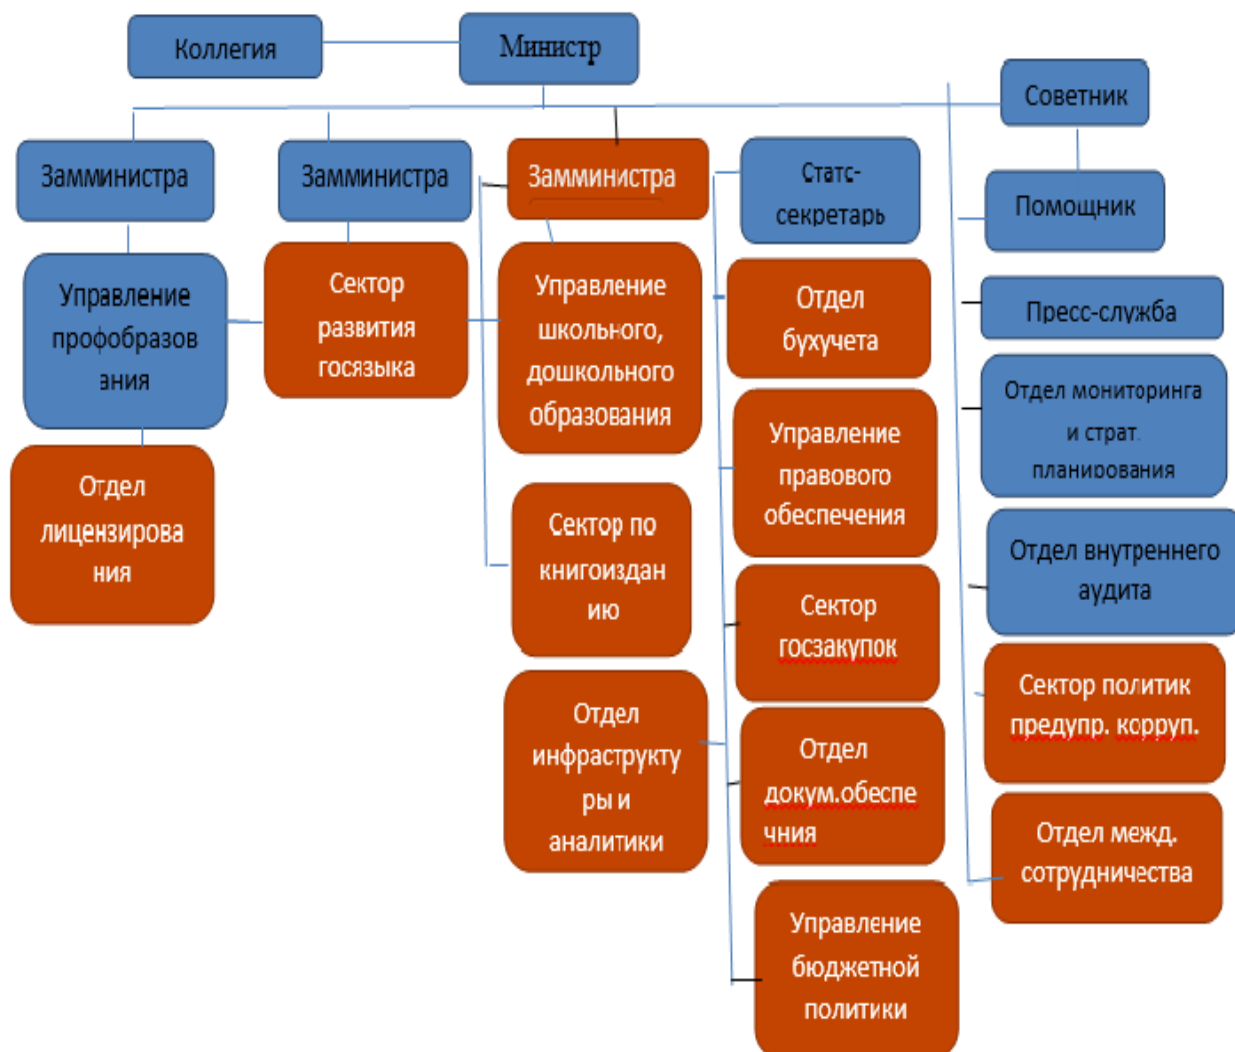 Коллегия
Министр
Советник
Замминистра
Замминистра
Замминистра
Статс-
секретарь
Помощник
Управление
профобразов
ания
Сектор
развития
госязыка
Управление
школьного,
дошкольного
образования
Отдел
бухучета
Пресс-служба
Отдел мониторинга
и страт.
планирования
Управление
правового
обеспечения
Отдел
лицензирова
ния
Сектор по
книгоиздан
ию
Отдел внутреннего
аудита
Сектор
госзакупок
Сектор политик
предупр. корруп.
Отдел
инфраструкту
ры и
аналитики
Отдел
докум.обеспе
чния
Отдел межд.
сотрудничества
Управление
бюджетной
политики